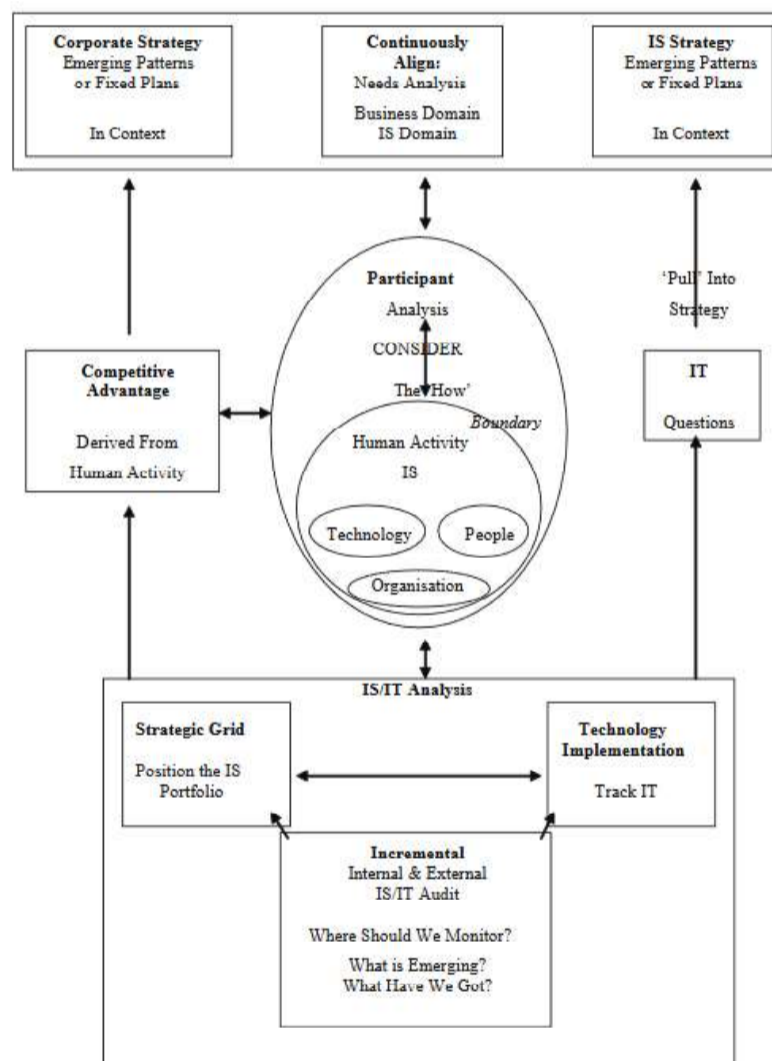 Corporate Strategy
Emerging Patterns
or Fixed Plans
In Context
Continuously
Align:
Needs Analysis
Business Domain
IS Domain
IS Strategy
Emerging Patterns
or Fixed Plans
In Context
Participant
Analysis
CONSIDER
The 'How'
Boundary
Human Activity
IS
Technology
People
Organisation
'Pull' Into
Strategy
Competitive
Advantage
Derived From
Human Activity
IT
Questions
IS/IT Analysis
Strategic Grid
Position the IS
Portfolio
Technology
Implementation
Track IT
Incremental
Internal & External
IS/IT Audit
Where Should We Monitor?
What is Emerging?
What Have We Got?